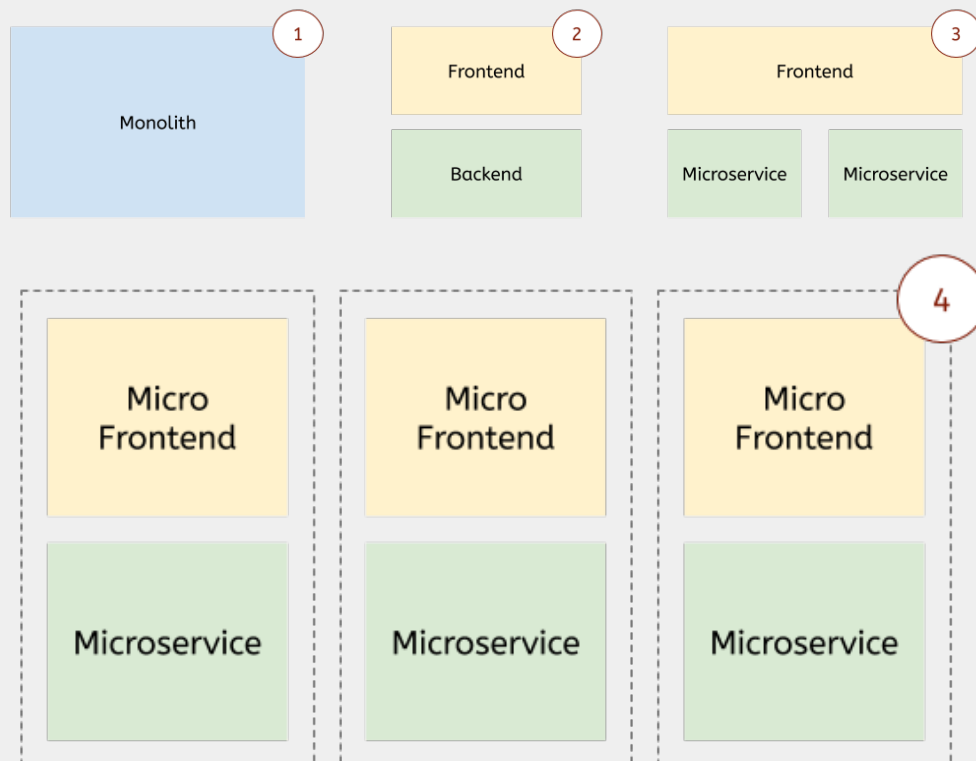 1
Monolith
2
Frontend
Backend
3
Frontend
Microservice
Microservice
4
Micro
Frontend
Microservice
Micro
Frontend
Microservice
Micro
Frontend
Microservice